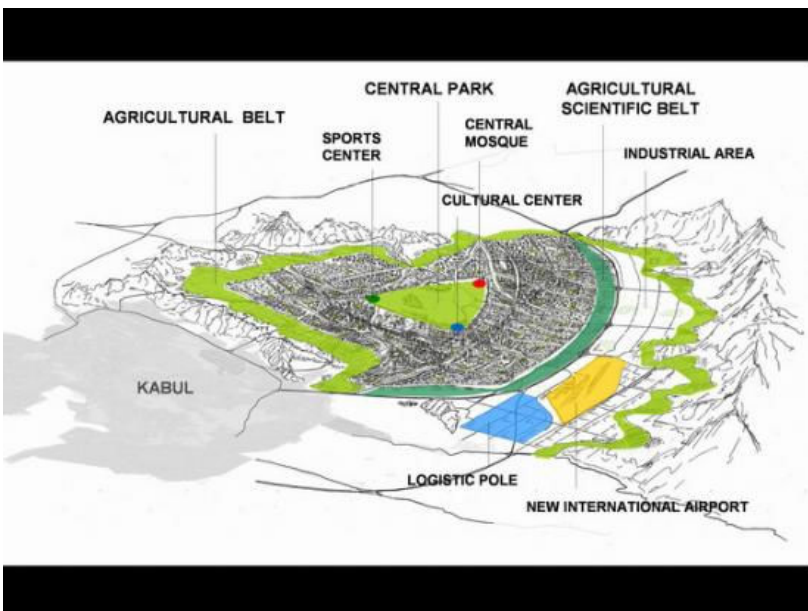 CENTRAL PARK
AGRICULTURAL
SCIENTIFIC BELT
AGRICULTURAL BELT
SPORTS
CENTER
CENTRAL
MOSQUE
INDUSTRIAL AREA
CULTURAL CENTER
KABUL
LOGISTIC POLE
NEW INTERNATIONAL AIRPORT